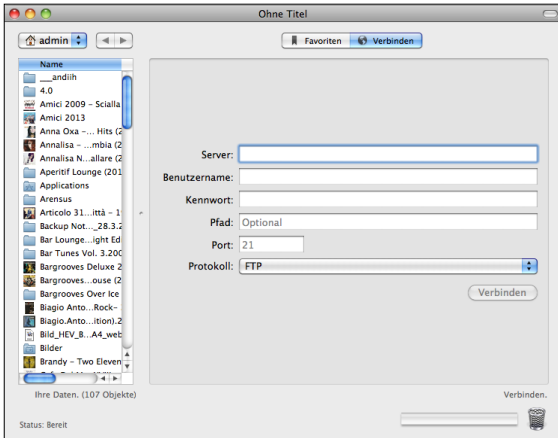 Ohne Titel
admin
Favoriten
Verbinden
Name
___andiih
4.0
Amici 2009 – Scialla
Amici 2013
Anna Oxa –... Hits (2
Annalisa – ...mbia (2
Annalisa N...allare (2
Aperitif Lounge (201
Applications
Arensus
Articolo 31...ittà – 1
Backup Not..._28.3.2
Bar Lounge...ight Ed
Bar Tunes Vol. 3.200
Bargrooves Deluxe 2
Bargrooves...ouse (2
Bargrooves Over Ice
Biagio Anto...Rock–
Biagio.Anto...ition).2
Bild_HEV_B...A4_web
Bilder
Brandy – Two Eleven
Server:
Benutzername:
Kennwort:
Pfad: Optional
Port: 21
Protokoll: FTP
Verbinden
Ihre Daten. (107 Objekte)
Verbinden.
Status: Bereit